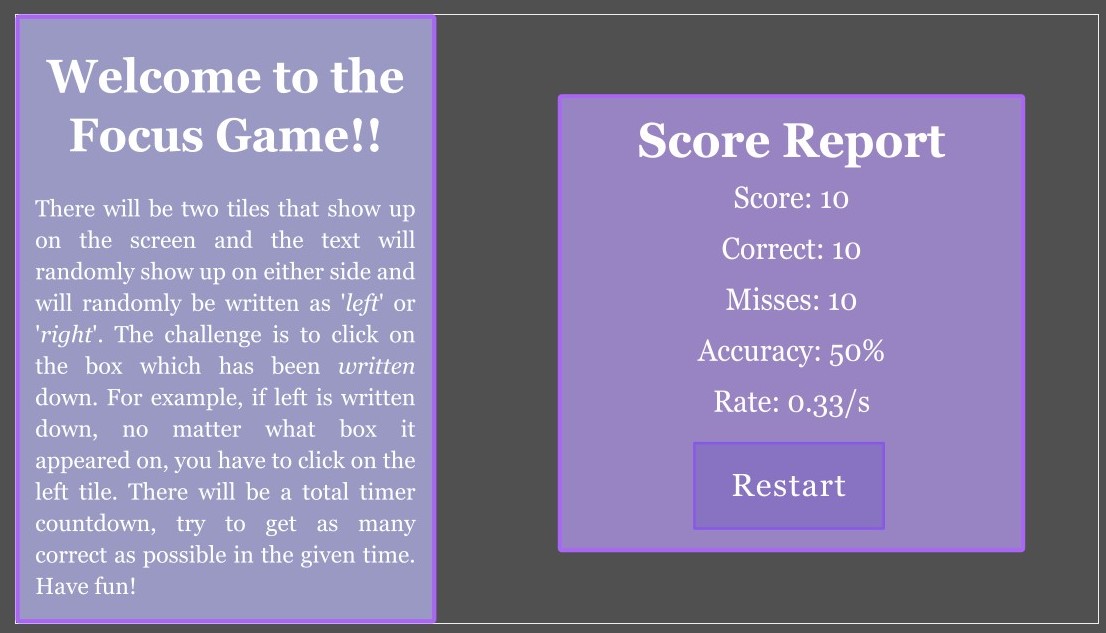 Welcome to the
Focus Game!!
There will be two tiles that show up
on the screen and the text will
randomly show up on either side and
will randomly be written as 'left' or
'right'. The challenge is to click on
the box which has been written
down. For example, if left is written
down, no matter what box it
appeared on, you have to click on the
left tile. There will be a total timer
countdown, try to get as many
correct as possible in the given time.
Have fun!
Score Report
Score: 10
Correct: 10
Misses: 10
Accuracy: 50%
Rate: 0.33/s
Restart